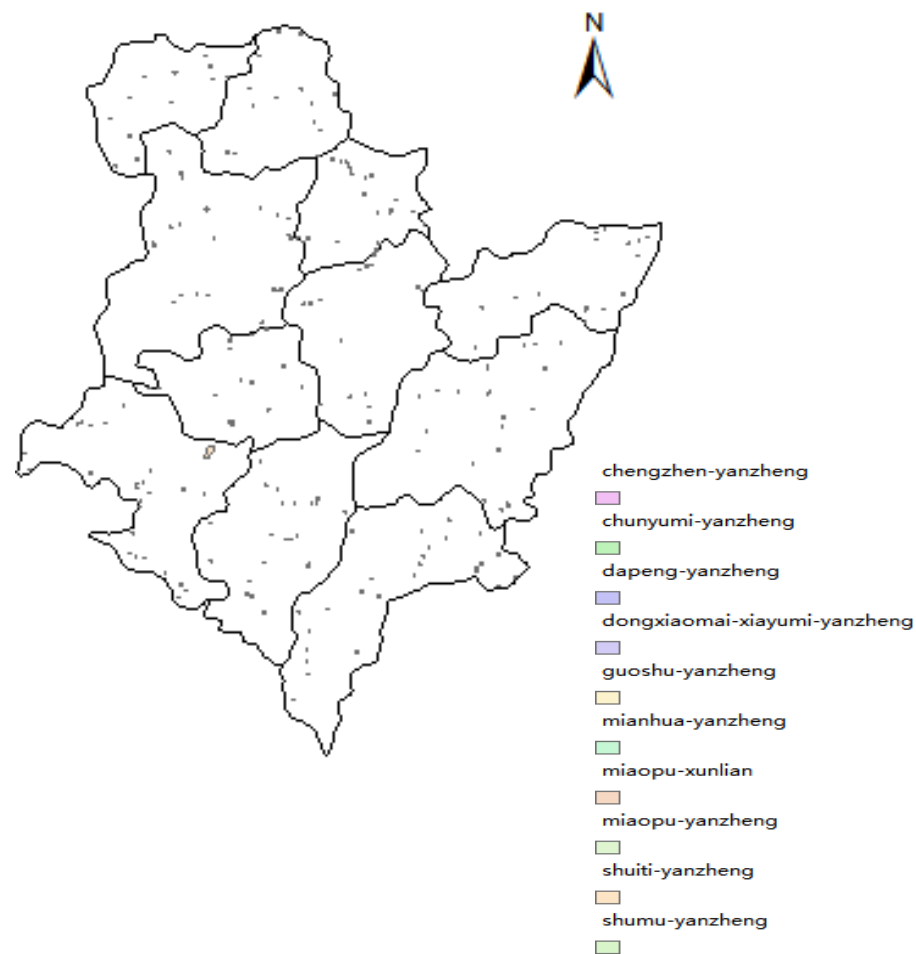 N
chengzhen-yanzheng
chunyumi-yanzheng
dapeng-yanzheng
dongxiaomai-xiayumi-yanzheng
guoshu-yanzheng
mianhua-yanzheng
miaopu-xunlian
miaopu-yanzheng
shuiti-yanzheng
shumu-yanzheng